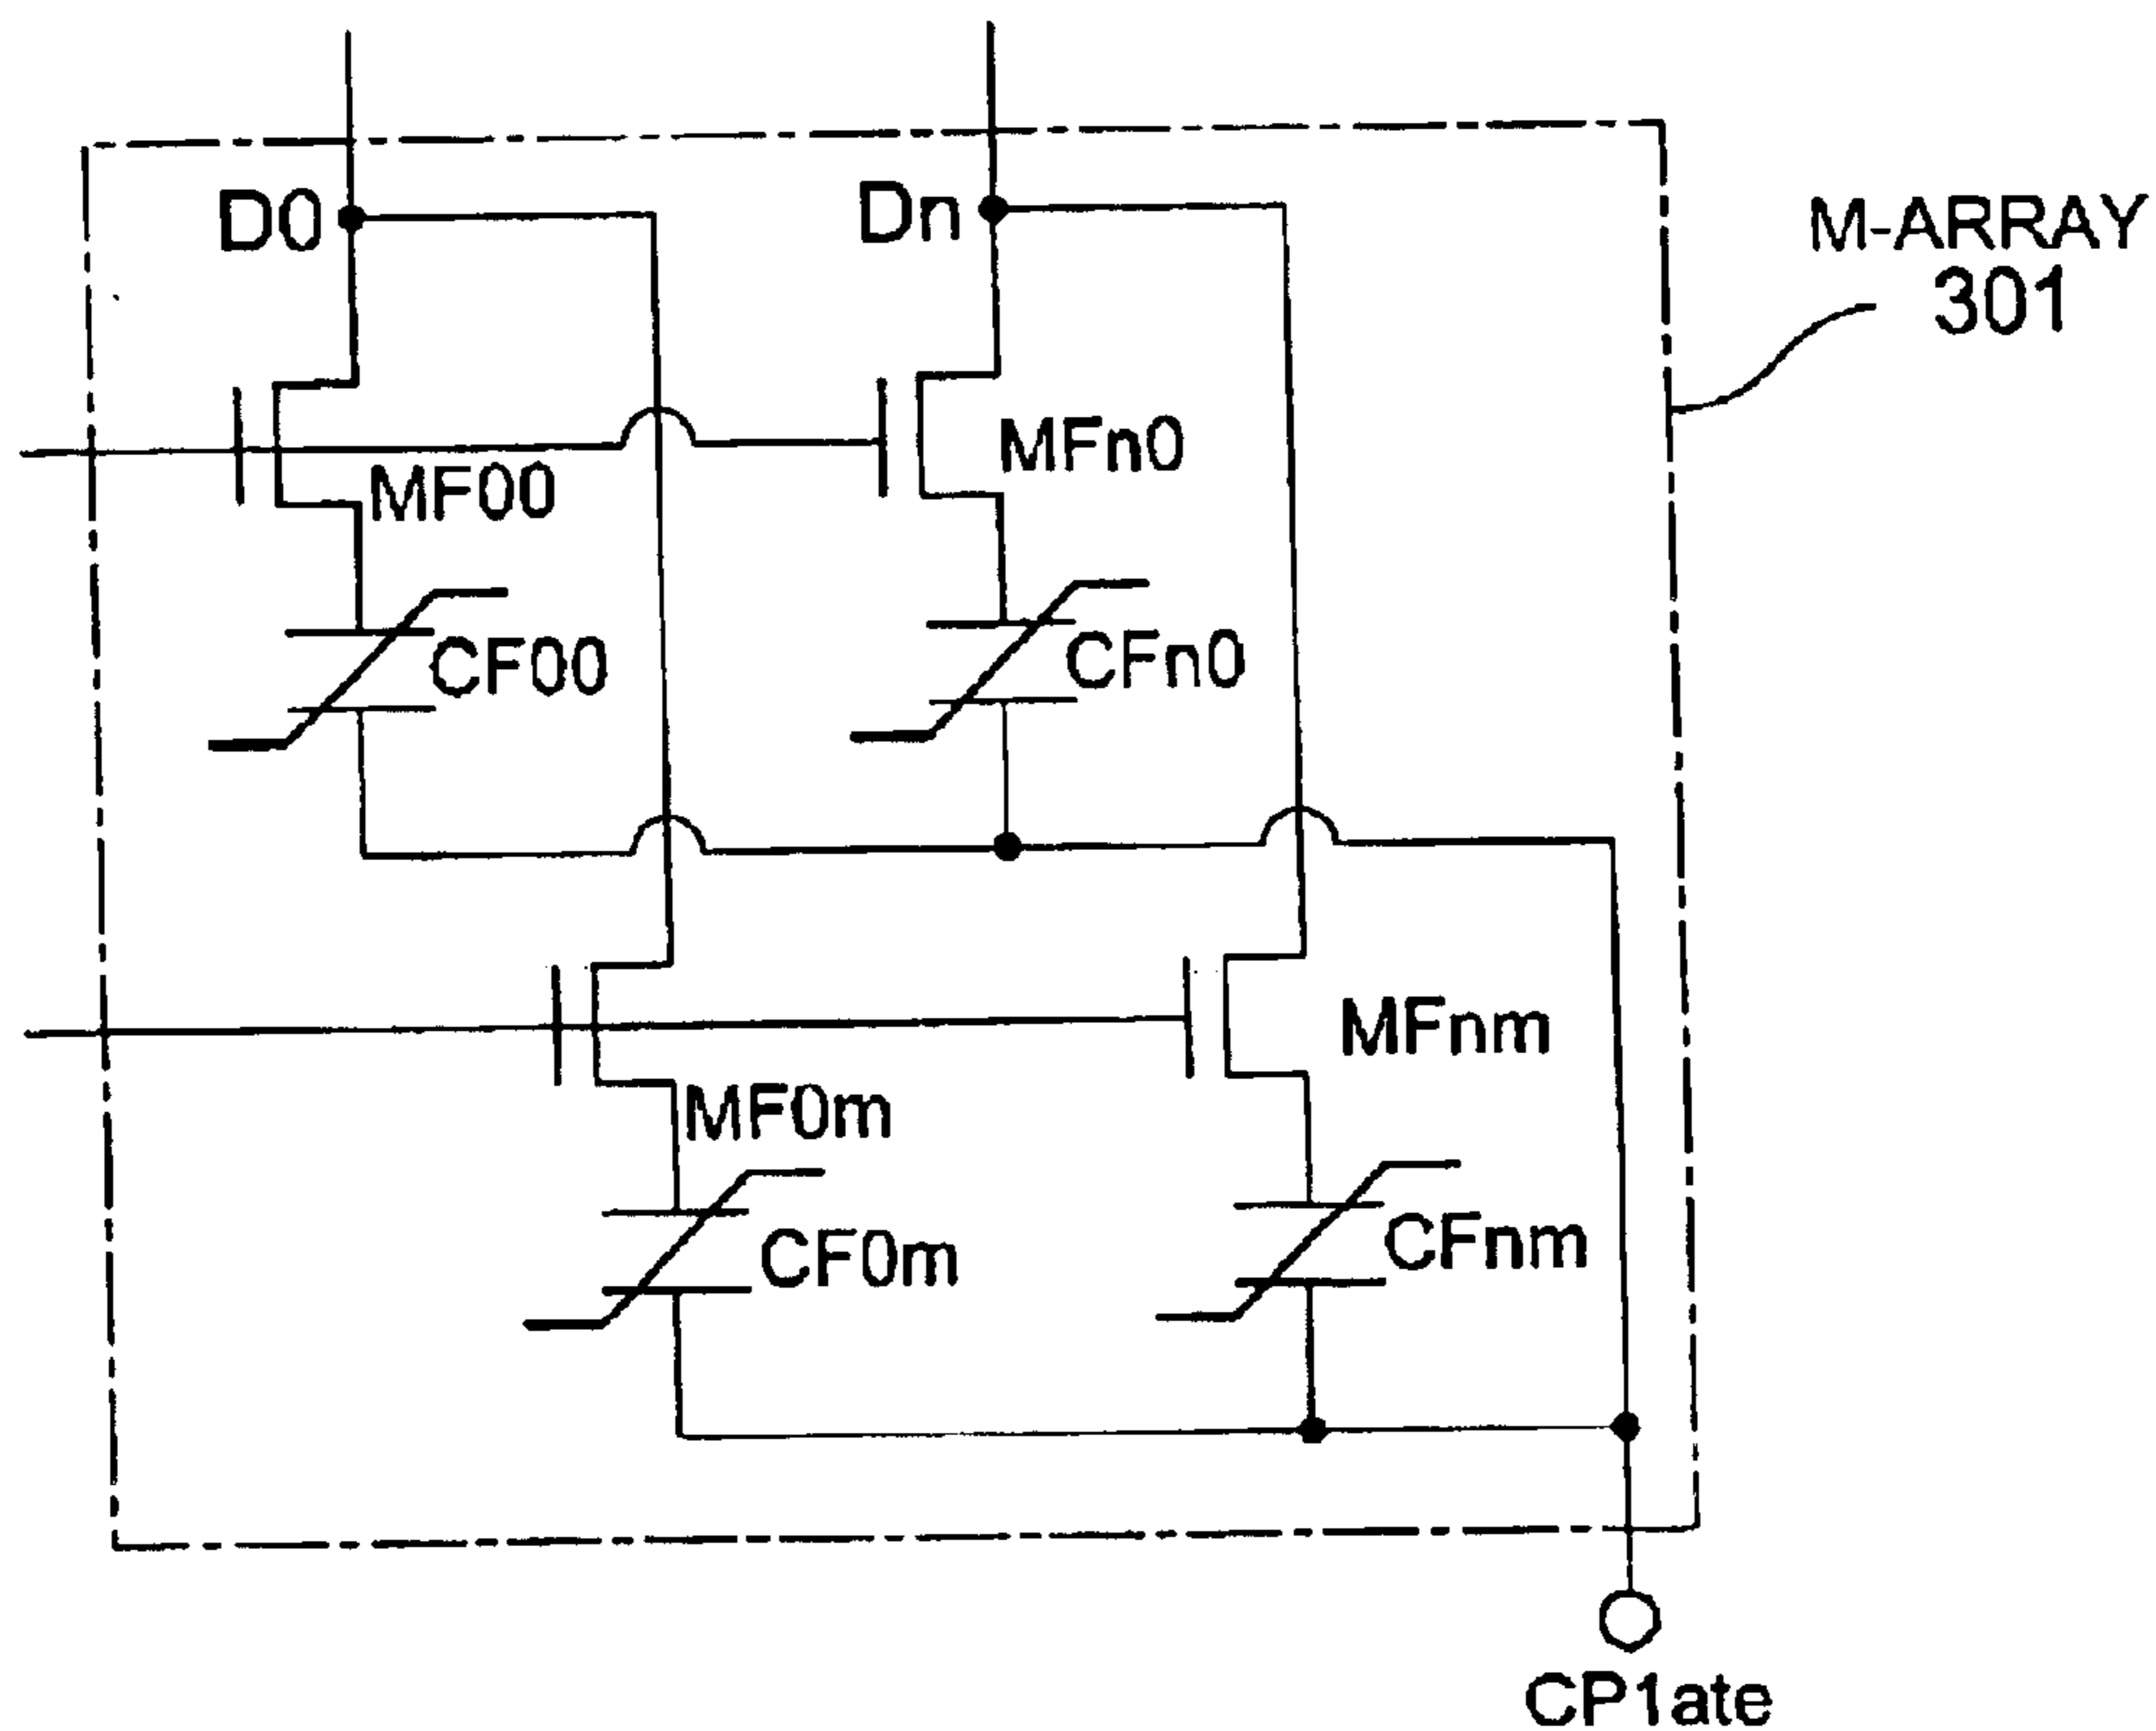 D0
Dn
M-ARRAY
301
MF00
MFn0
CF00
CFn0
MFnm
MF0m
CF0m
CFnm
CP1ate